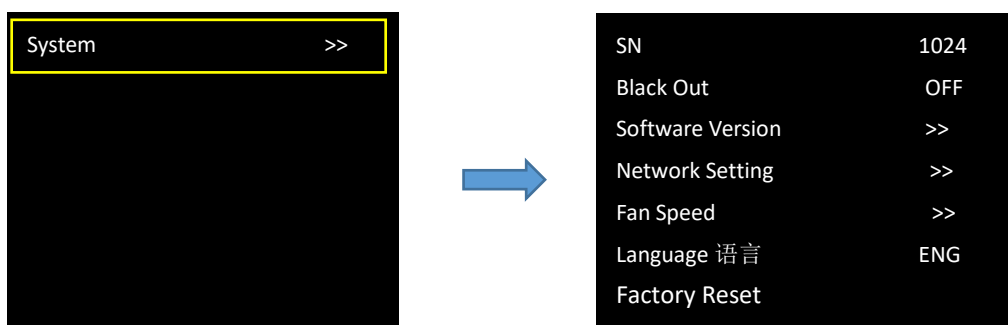 System >>
SN 1024
Black Out OFF
Software Version >>
Network Setting >>
Fan Speed >>
Language 语言 ENG
Factory Reset